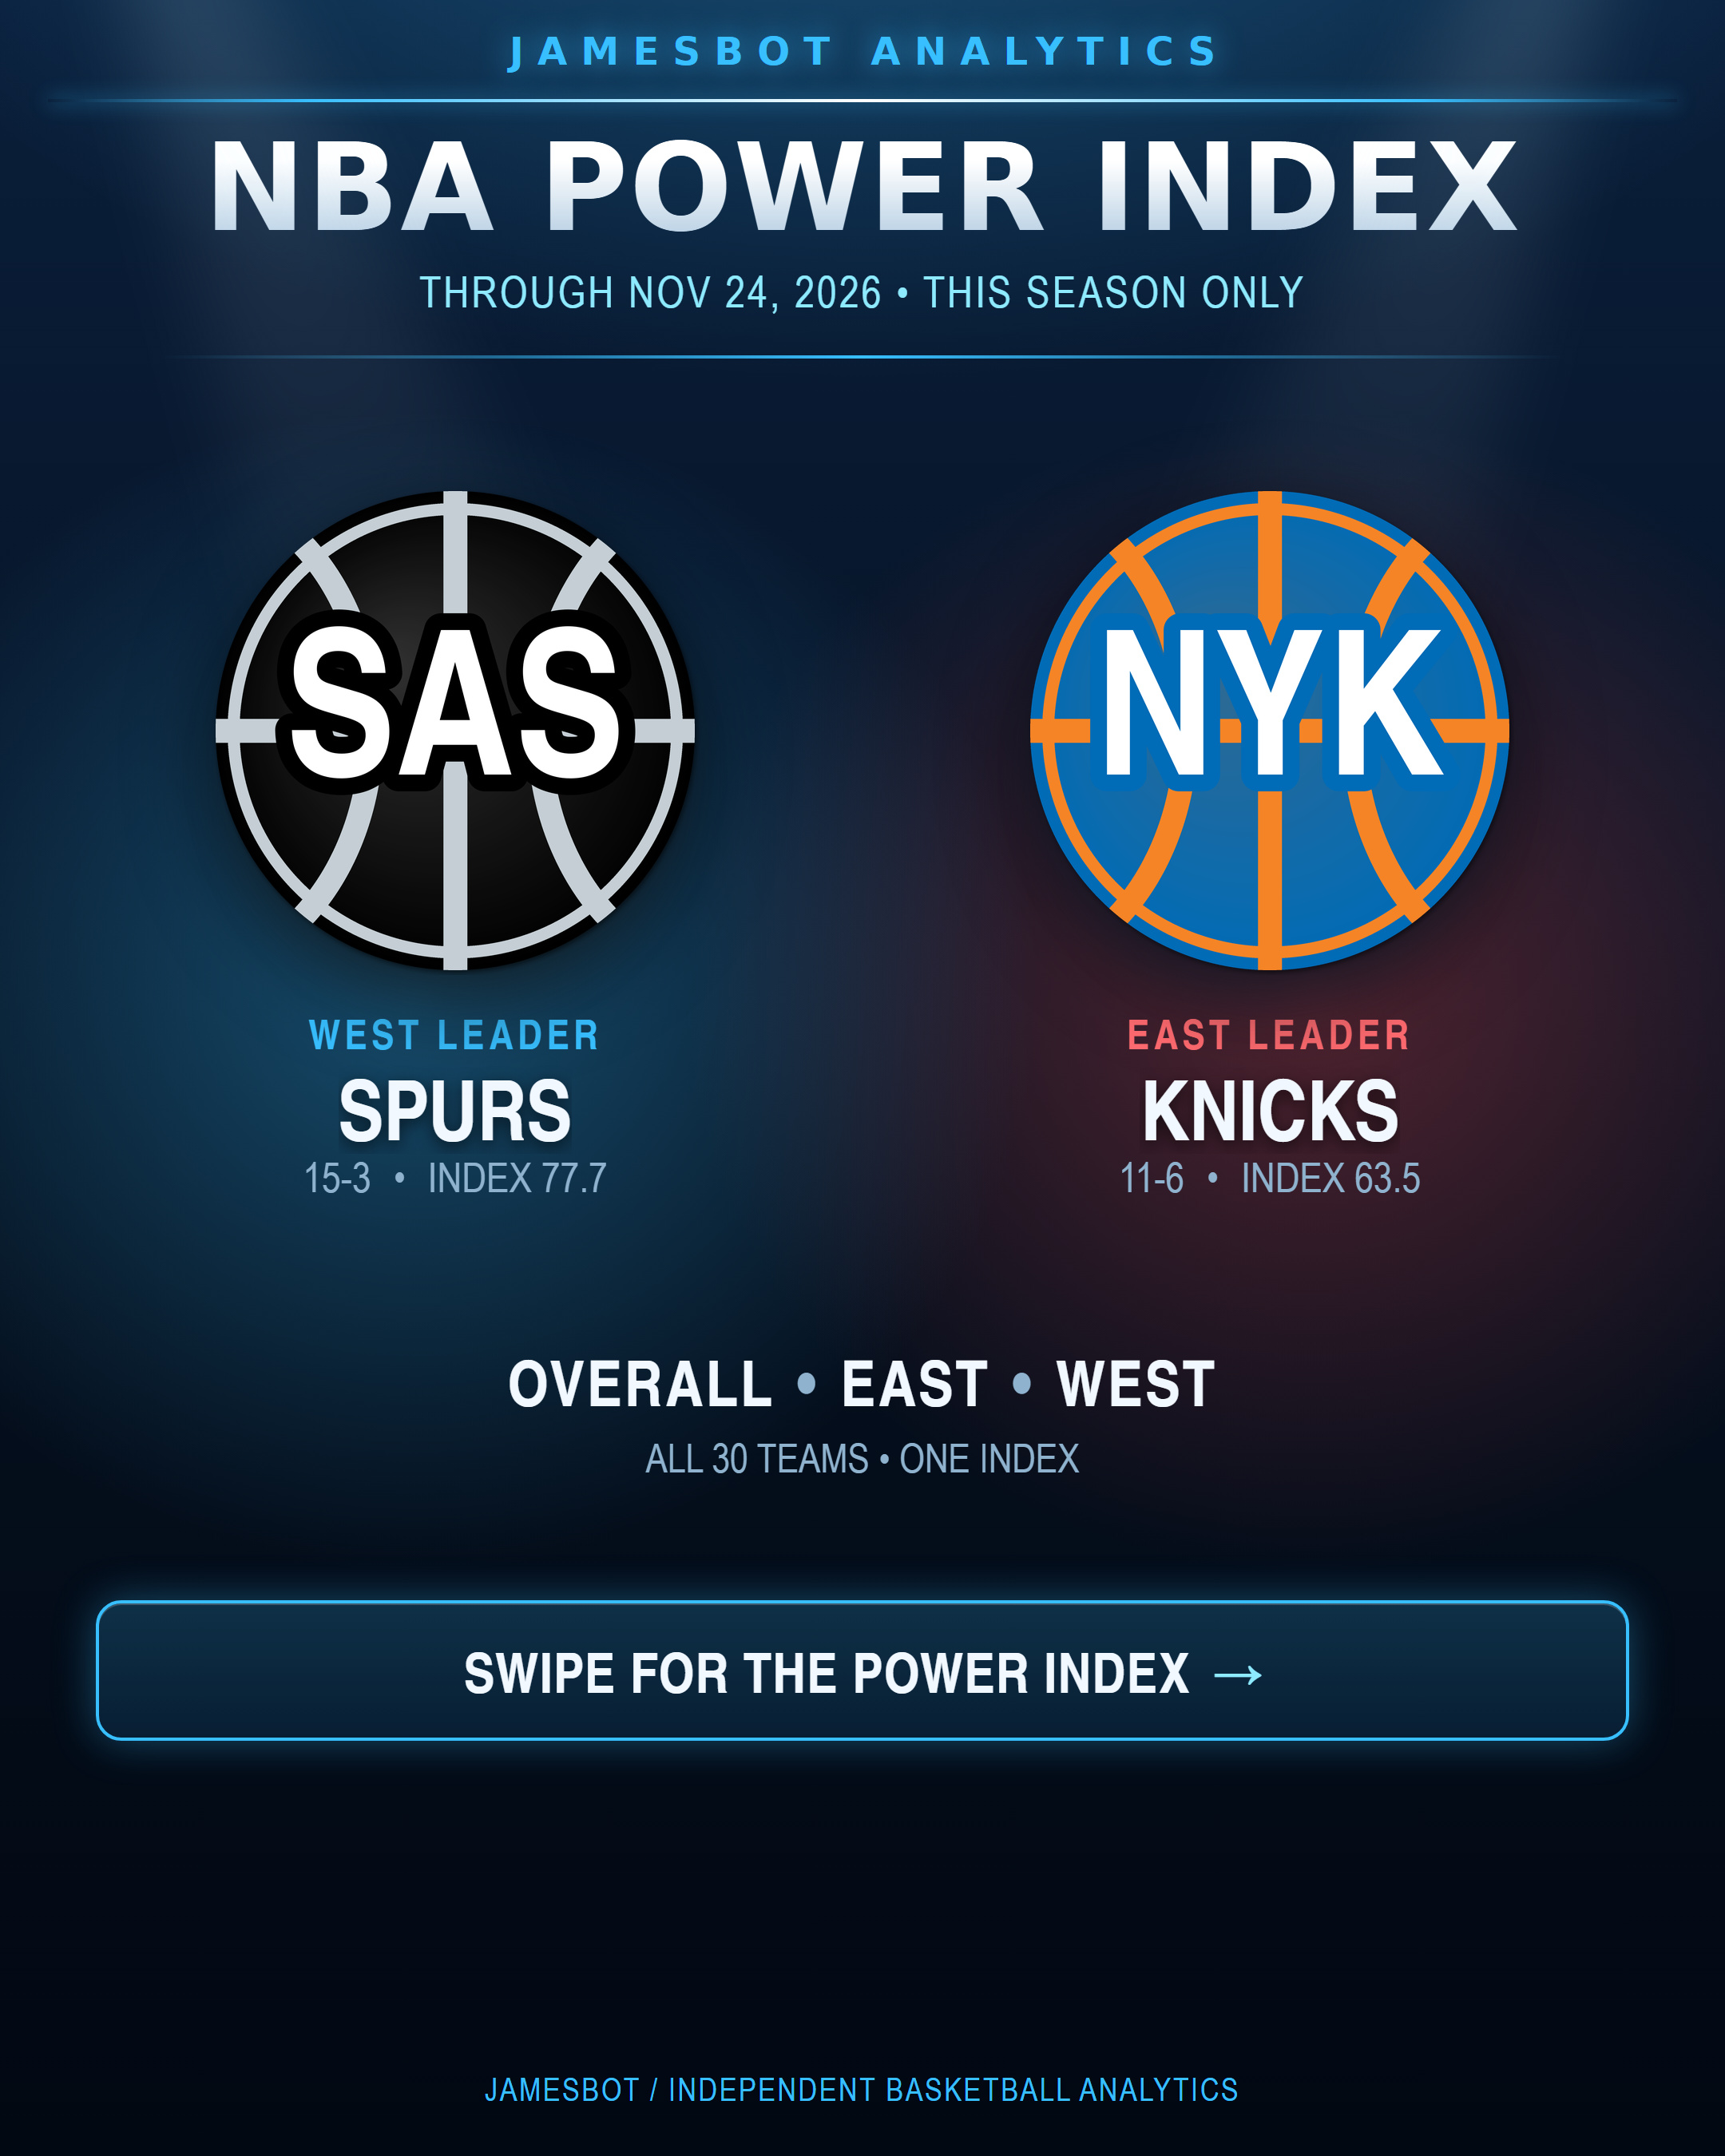 JAMESBOT ANALYTICS
NBA POWER INDEX
THROUGH NOV 24, 2026 • THIS SEASON ONLY
SAS
NYK
WEST LEADER
SPURS
15-3 • INDEX 77.7
EAST LEADER
KNICKS
11-6 • INDEX 63.5
OVERALL • EAST • WEST
ALL 30 TEAMS • ONE INDEX
SWIPE FOR THE POWER INDEX →
JAMESBOT / INDEPENDENT BASKETBALL ANALYTICS